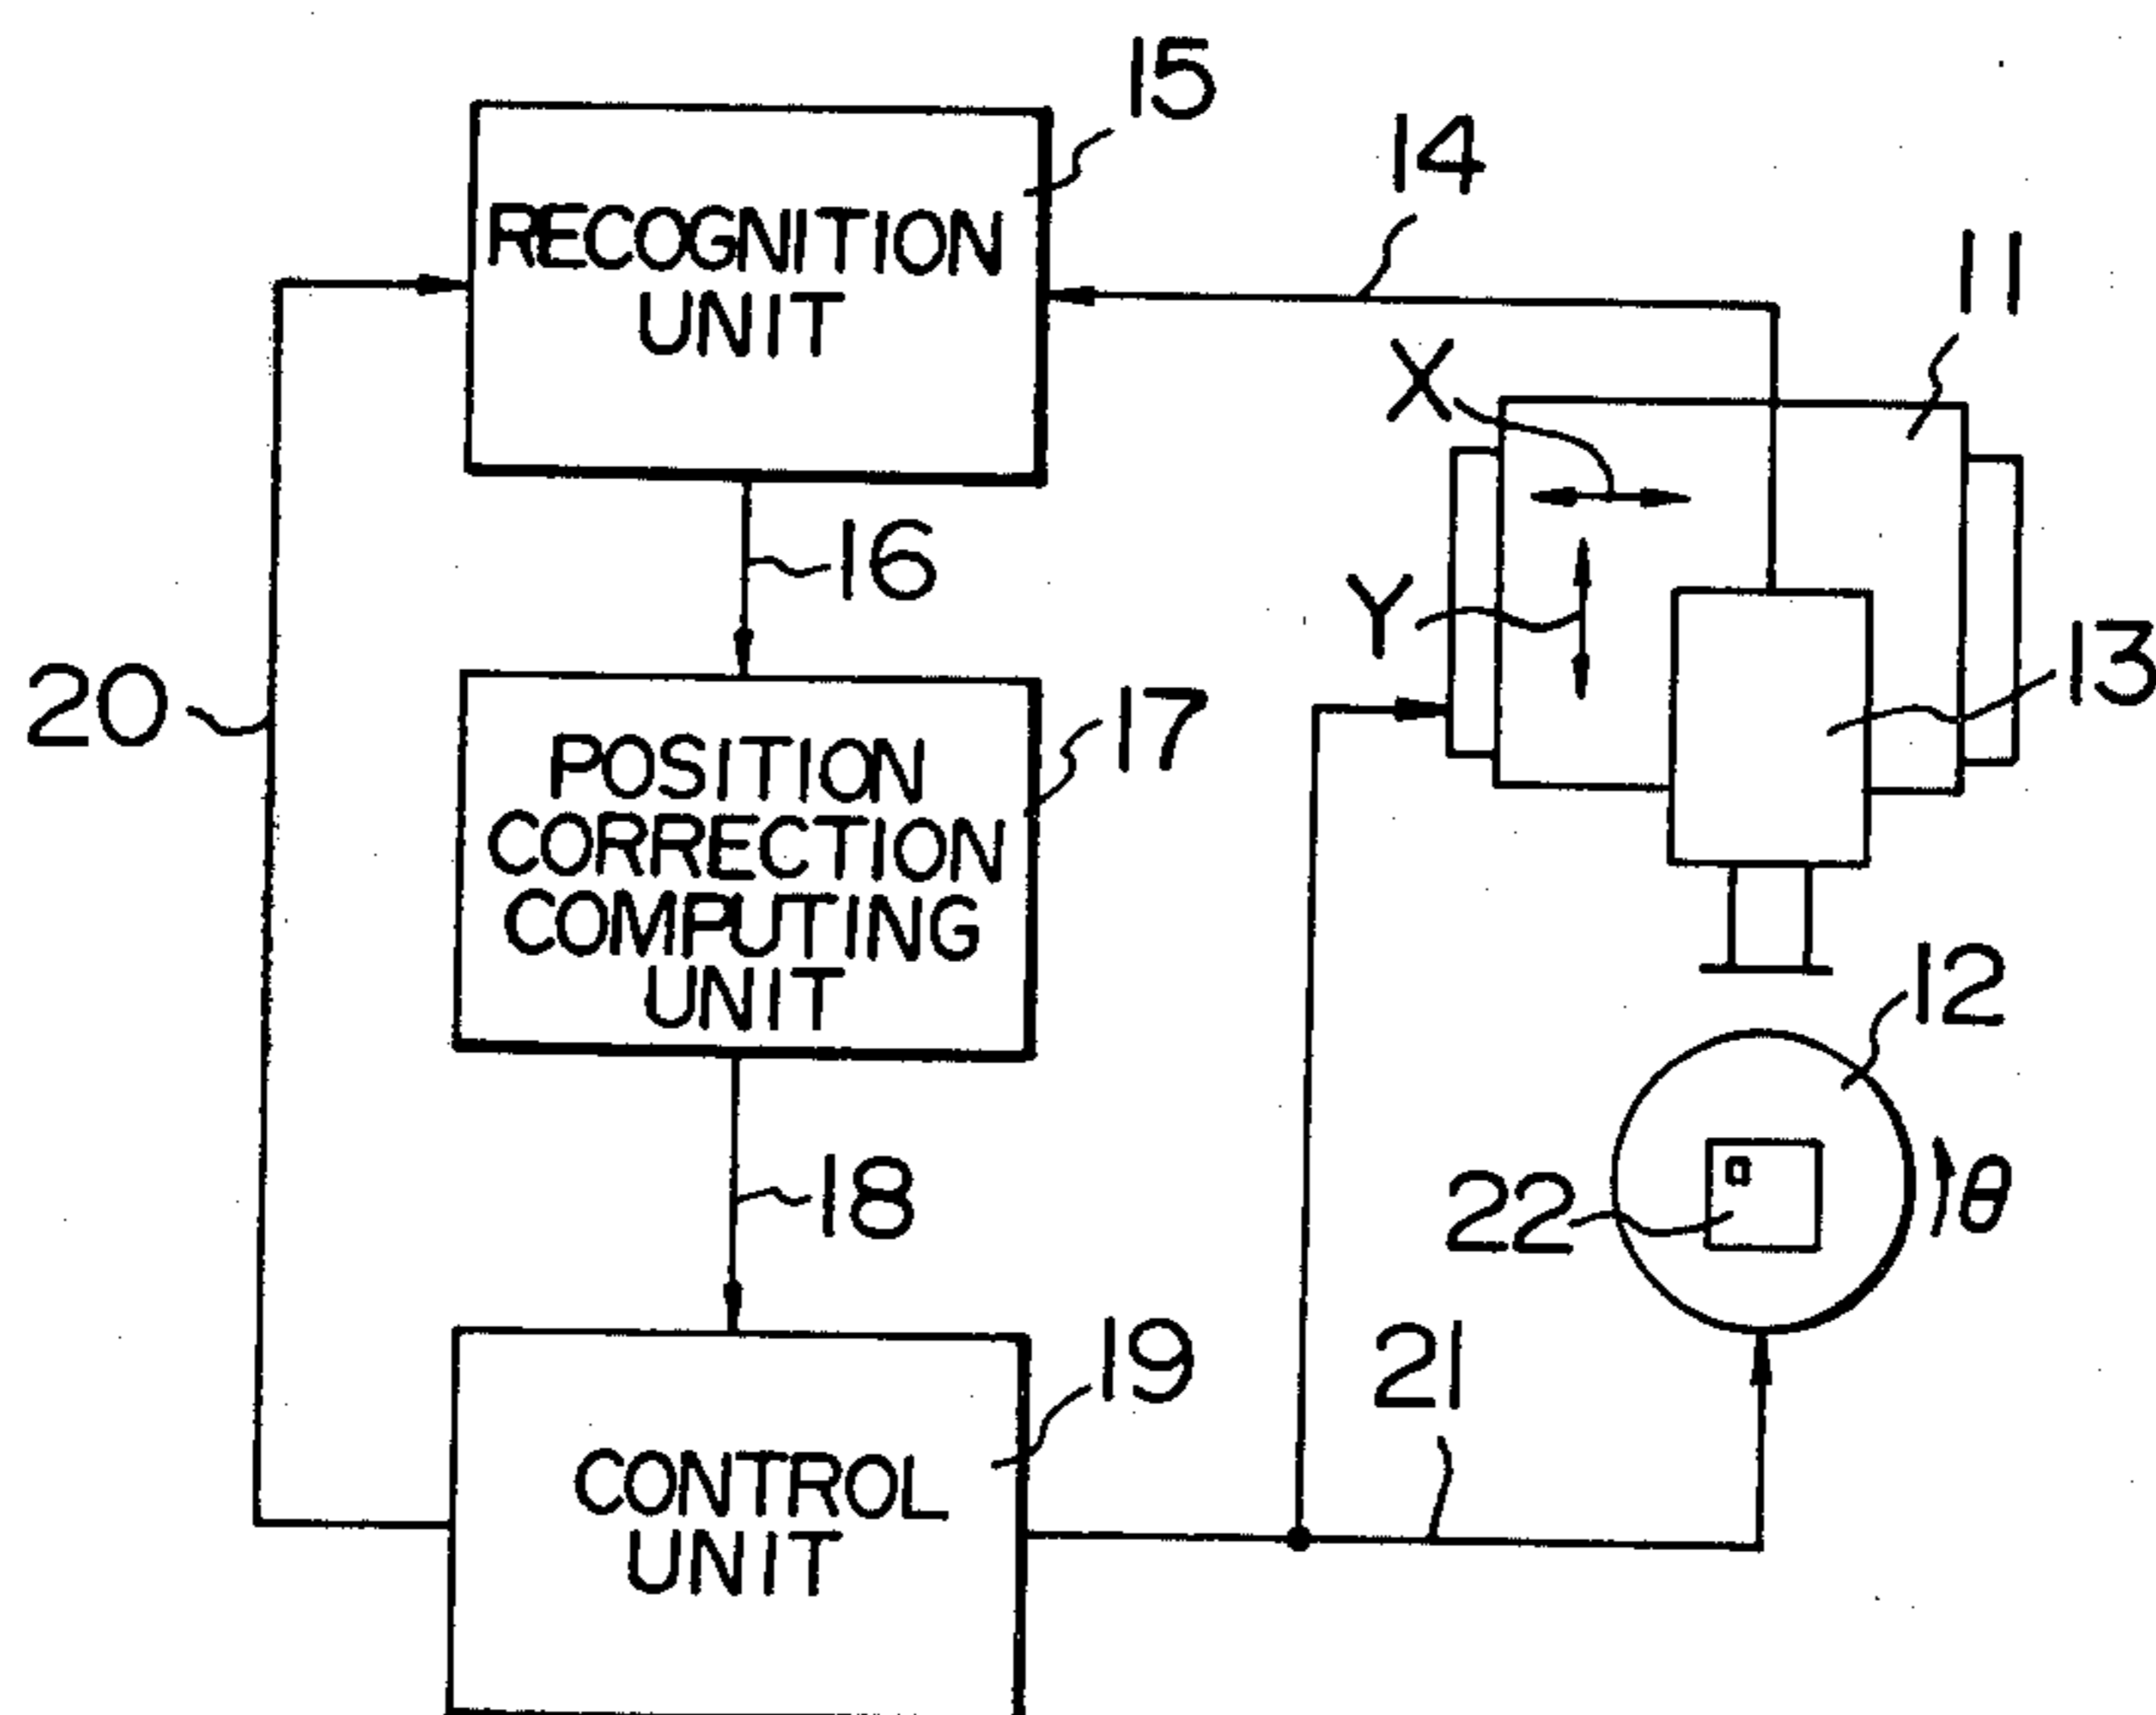 15
14
RECOGNITION
UNIT
11
X
16
Y
13
20
17
POSITION
CORRECTION
COMPUTING
UNIT
12
18
22
θ
19
21
CONTROL
UNIT